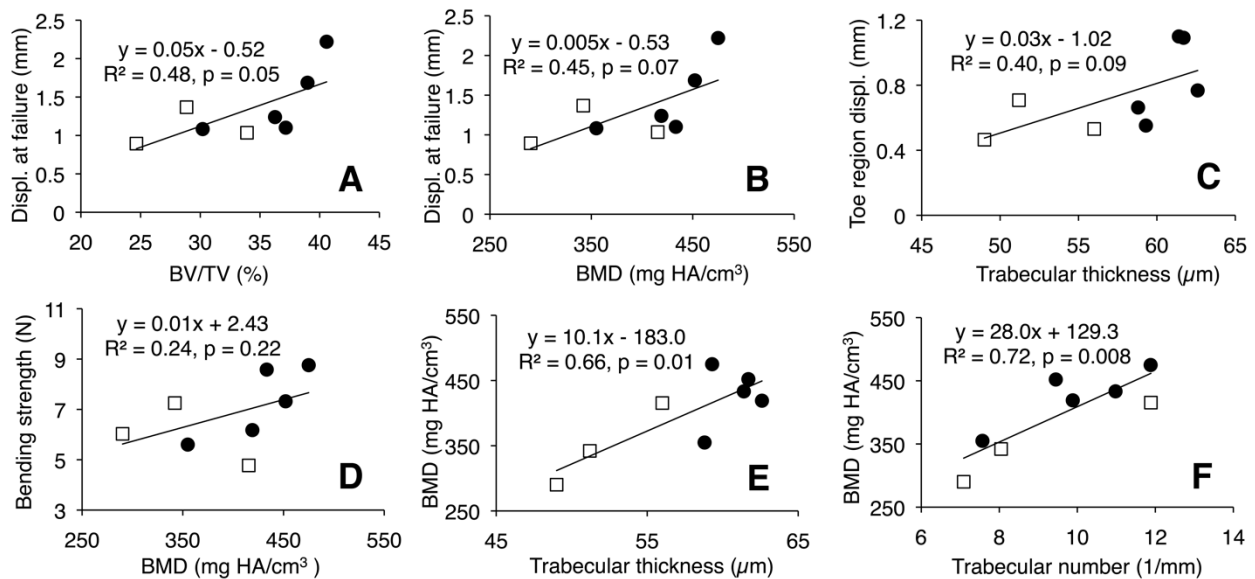 Displ. at failure (mm)
2.5
2
1.5
1
0.5
0
y = 0.05x - 0.52
R² = 0.48, p = 0.05
A
20 25 30 35 40 45
BV/TV (%)
Displ. at failure (mm)
2.5
2
1.5
1
0.5
0
y = 0.005x - 0.53
R² = 0.45, p = 0.07
B
250 350 450 550
BMD (mg HA/cm³)
Toe region displ. (mm)
1.2
0.8
0.4
0
y = 0.03x - 1.02
R² = 0.40, p = 0.09
C
45 55 60 65
Trabecular thickness (µm)
Bending strength (N)
11
9
7
5
3
y = 0.01x + 2.43
R² = 0.24, p = 0.22
D
250 350 450 550
BMD (mg HA/cm³ )
BMD (mg HA/cm³)
550
450
350
250
y = 10.1x - 183.0
R² = 0.66, p = 0.01
E
45 55 65
Trabecular thickness (µm)
BMD (mg HA/cm³)
550
450
350
250
y = 28.0x + 129.3
R² = 0.72, p = 0.008
F
6 8 10 12 14
Trabecular number (1/mm)